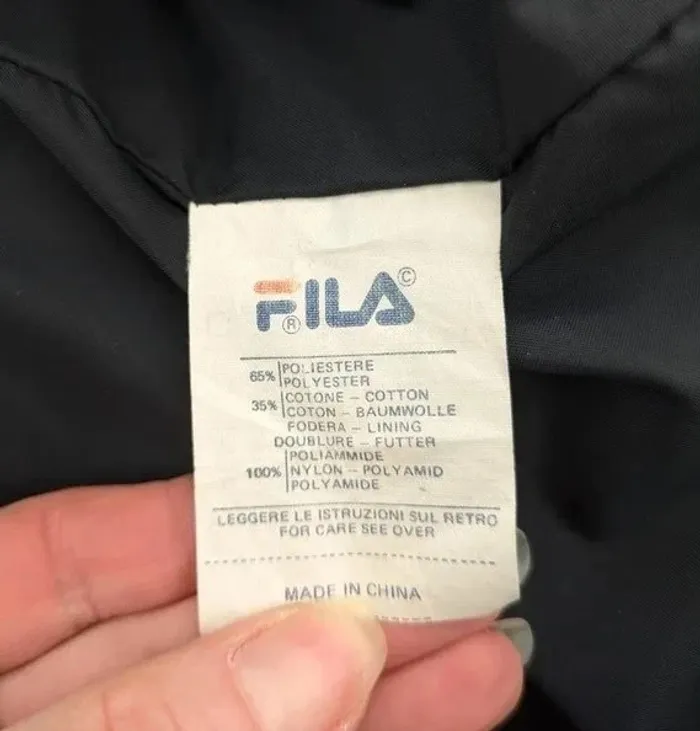 FILA ©
®
65% POLIESTERE
POLYESTER
35% COTONE – COTTON
COTON – BAUMWOLLE
FODERA – LINING
DOUBLURE – FUTTER
POLIAMMIDE
100% NYLON – POLYAMID
POLYAMIDE
LEGGERE LE ISTRUZIONI SUL RETRO
FOR CARE SEE OVER
MADE IN CHINA